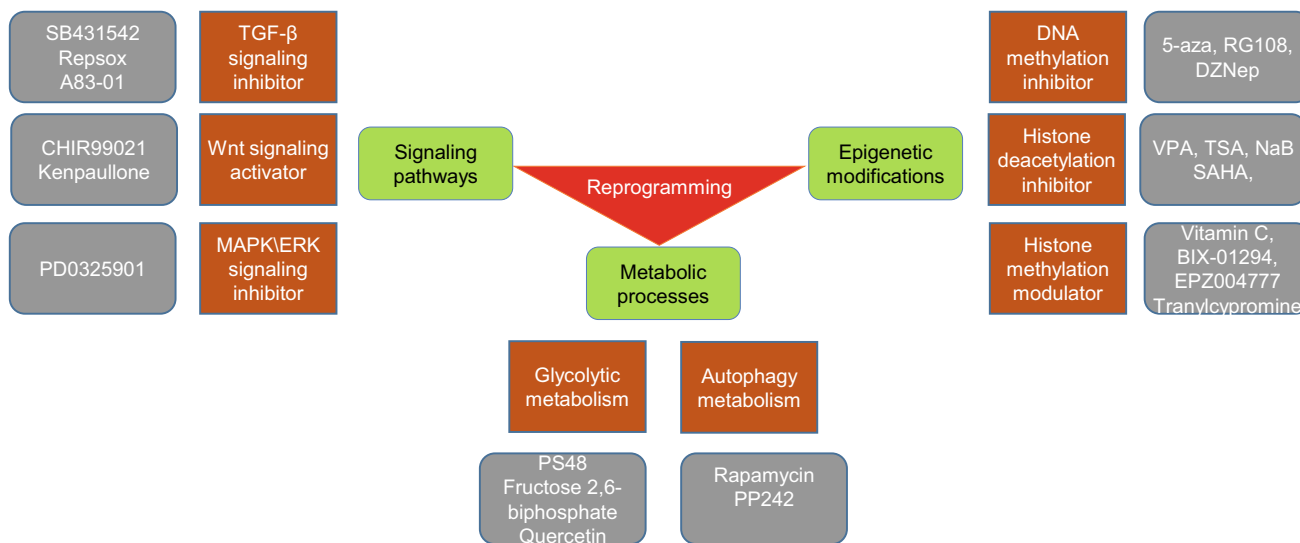 SB431542
Repsox
A83-01
TGF-β
signaling
inhibitor
CHIR99021
Kenpaullone
Wnt signaling
activator
PD0325901
MAPK\ERK
signaling
inhibitor
Signaling
pathways
Reprogramming
Epigenetic
modifications
Metabolic
processes
DNA
methylation
inhibitor
5-aza, RG108,
DZNep
Histone
deacetylation
inhibitor
VPA, TSA, NaB
SAHA,
Histone
methylation
modulator
Vitamin C,
BIX-01294,
EPZ004777
Tranylcypromine
Glycolytic
metabolism
Autophagy
metabolism
PS48
Fructose 2,6-
biphosphate
Quercetin
Rapamycin
PP242